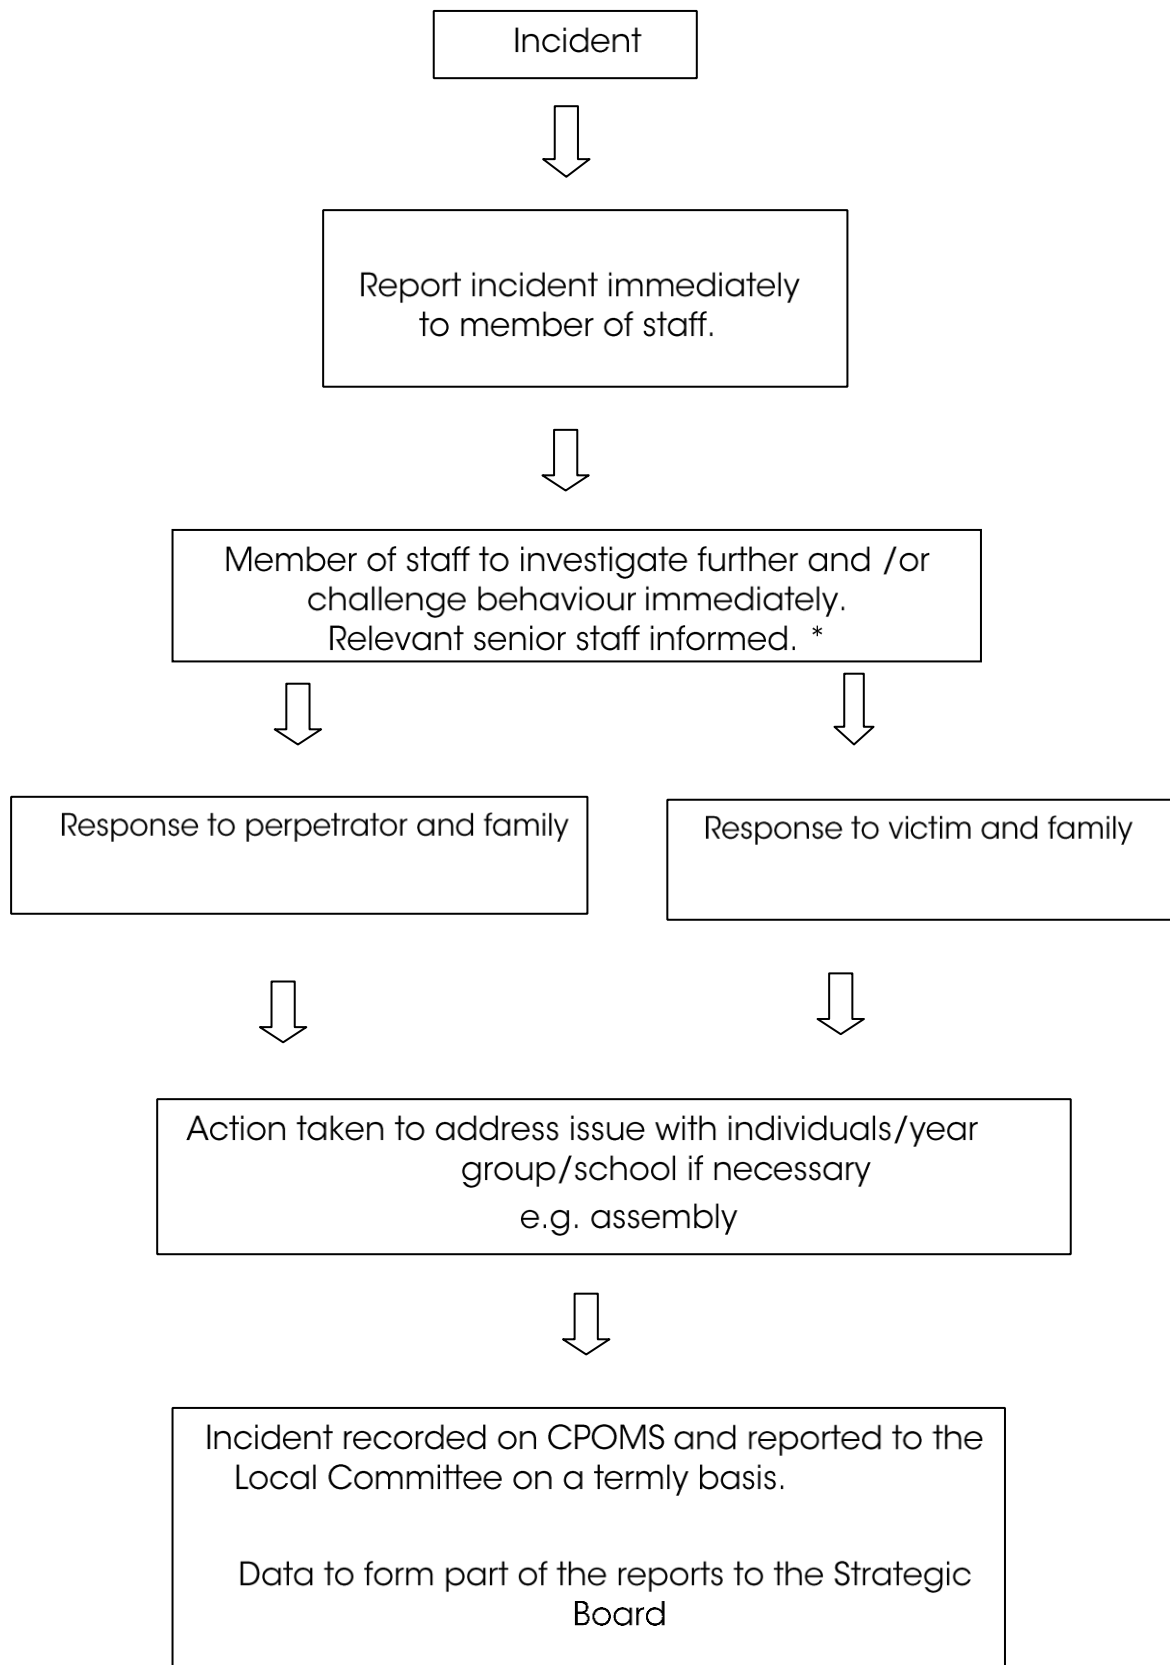 Incident
Report incident immediately
to member of staff.
Member of staff to investigate further and /or
challenge behaviour immediately.
Relevant senior staff informed. *
Response to perpetrator and family
Response to victim and family
Action taken to address issue with individuals/year
group/school if necessary
e.g. assembly
Incident recorded on CPOMS and reported to the
Local Committee on a termly basis.
Data to form part of the reports to the Strategic
Board